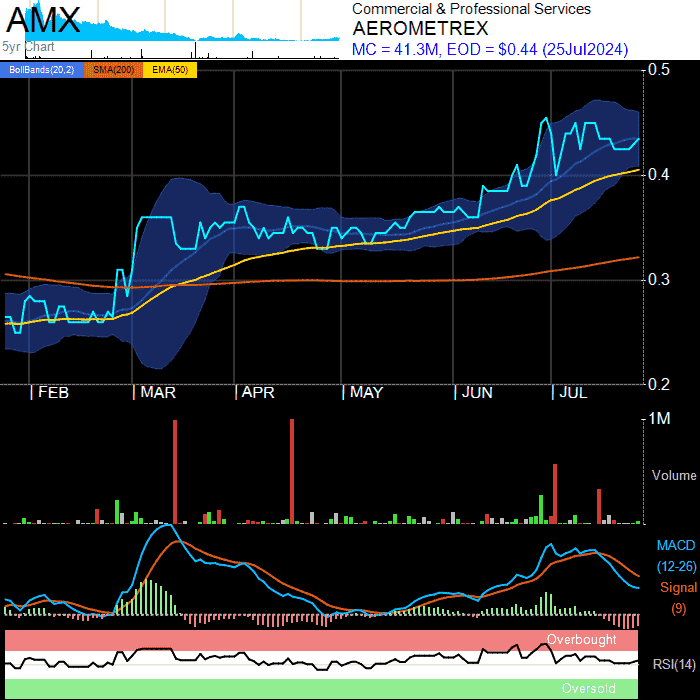 AMX
5yr Chart
Commercial & Professional Services
AEROMETREX
MC = 41.3M, EOD = $0.44 (25Jul2024)
BollBands(20,2) SMA(200) EMA(50)
0.5
0.4
0.3
0.2
FEB MAR APR MAY JUN JUL
1M
Volume
MACD
(12-26)
Signal
(9)
Overbought
RSI(14)
Oversold